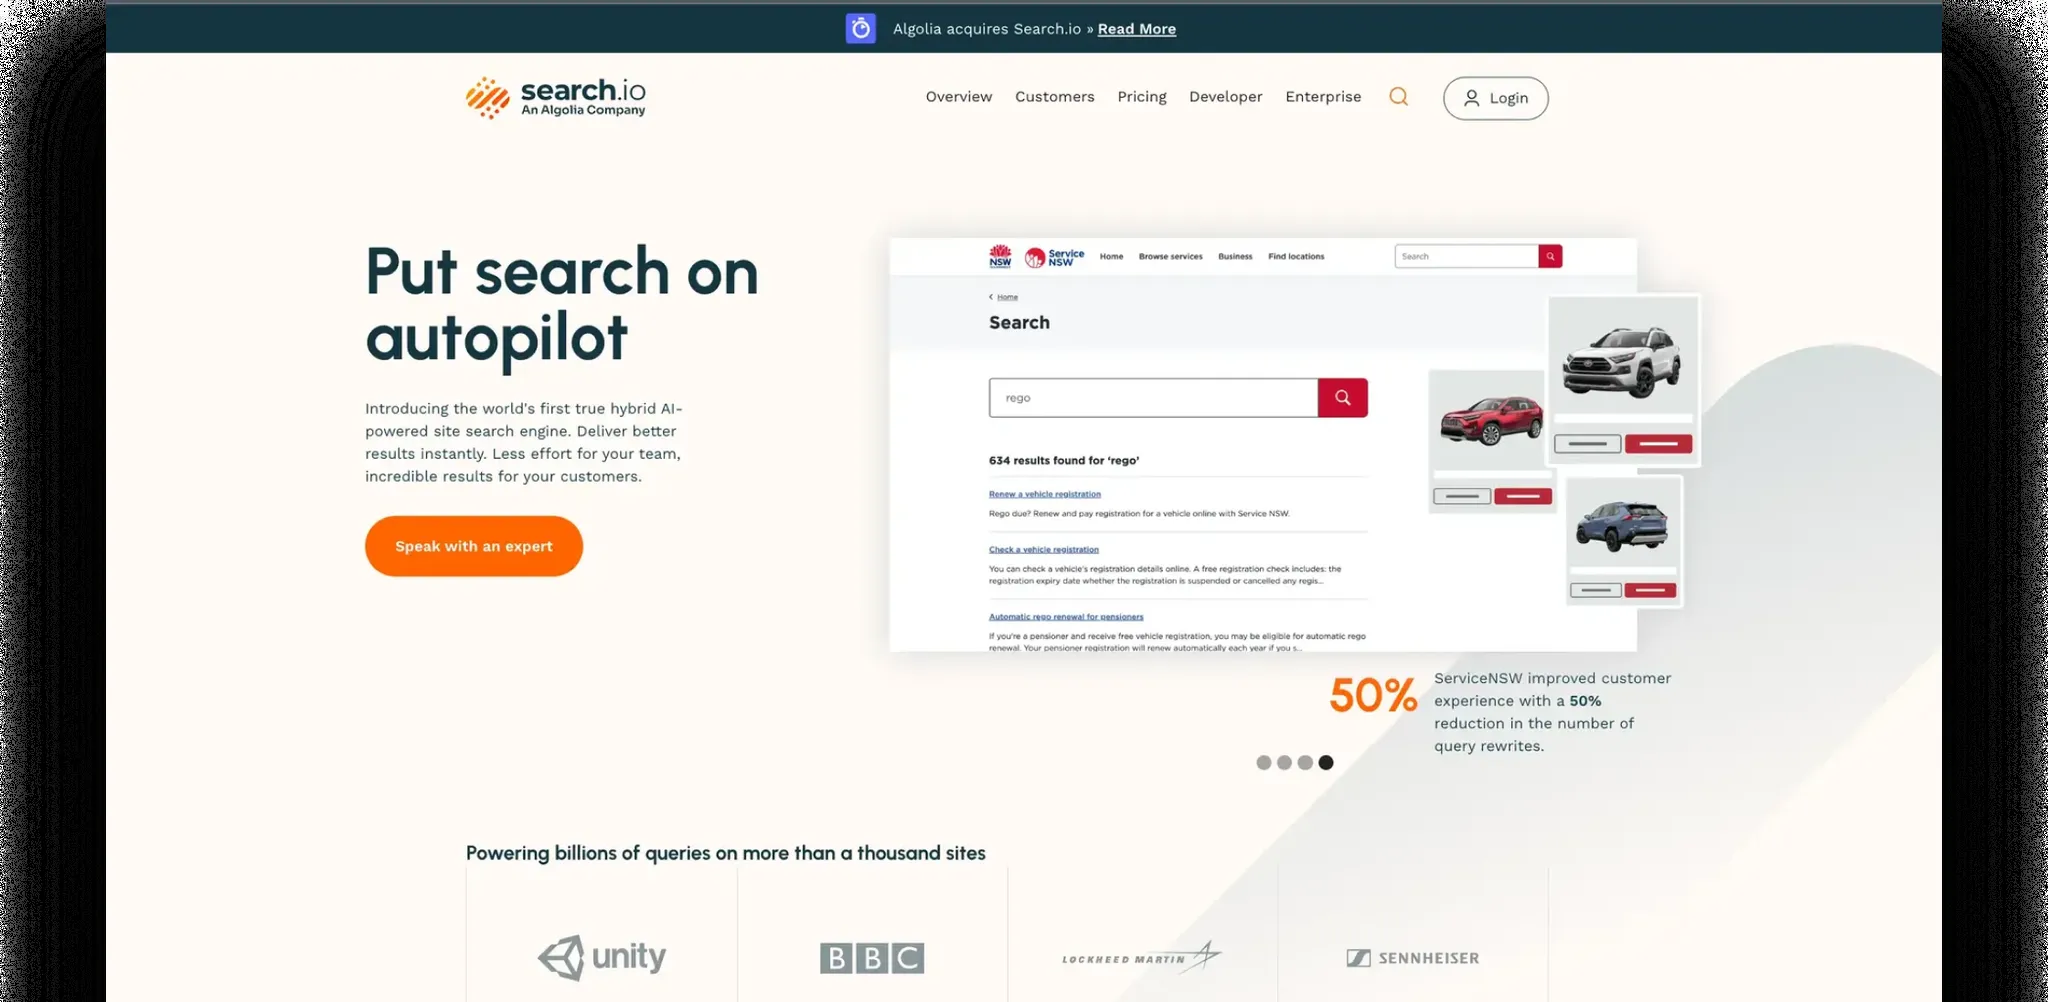 Algolia acquires Search.io » Read More
search.io
An Algolia Company
Overview Customers Pricing Developer Enterprise Login
Put search on
autopilot
Introducing the world's first true hybrid AI-
powered site search engine. Deliver better
results instantly. Less effort for your team,
incredible results for your customers.
Speak with an expert
NSW
Service
NSW
Home Browse services Business Find locations Search
Home
Search
rego
634 results found for ‘rego’
Renew a vehicle registration
Rego due? Renew and pay registration for a vehicle online with Service NSW.
Check a vehicle registration
You can check a vehicle's registration details online. A free registration check includes: the
registration expiry date whether the registration is suspended or cancelled any regis...
Automatic rego renewal for pensioners
If you're a pensioner and receive free vehicle registration, you may be eligible for automatic rego
renewal. Your pensioner registration will renew automatically each year if you s...
50%
ServiceNSW improved customer
experience with a 50%
reduction in the number of
query rewrites.
Powering billions of queries on more than a thousand sites
unity
BBC
LOCKHEED MARTIN
SENNHEISER